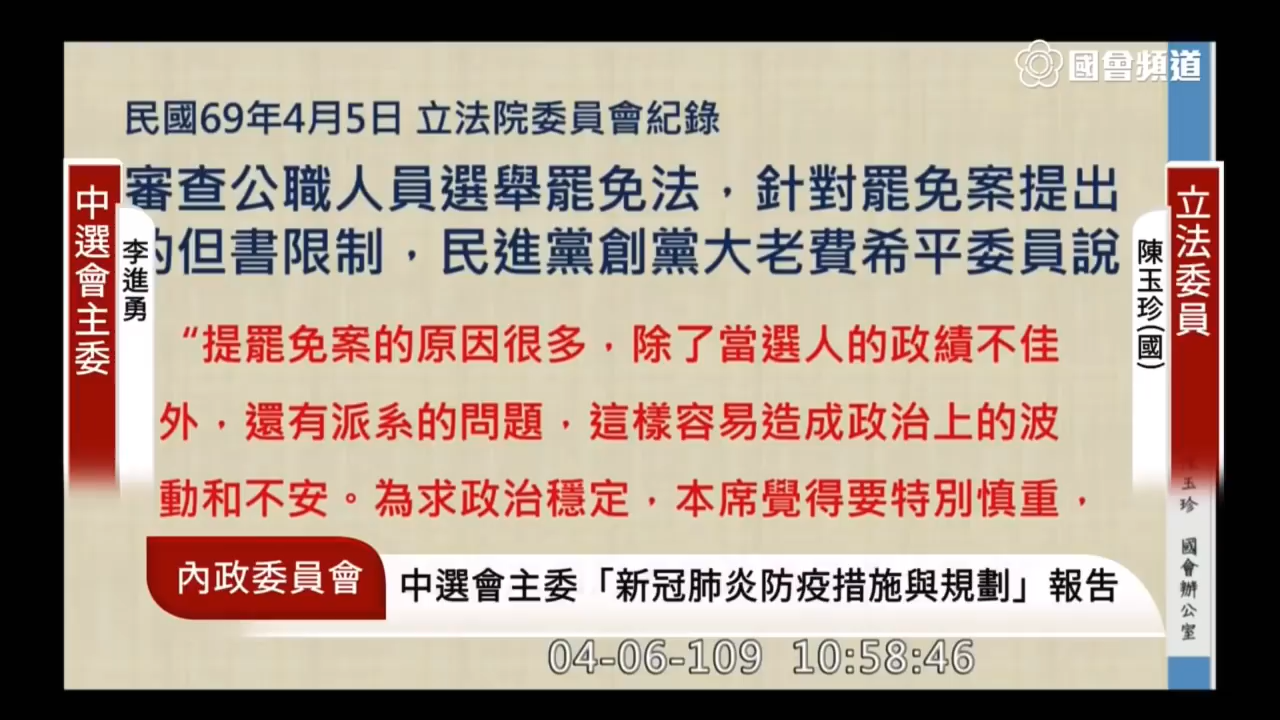 國會頻道
民國69年4月5日 立法院委員會紀錄
審查公職人員選舉罷免法，針對罷免案提出
的但書限制，民進黨創黨大老費希平委員說
“提罷免案的原因很多，除了當選人的政績不佳
外，還有派系的問題，這樣容易造成政治上的波
動和不安。為求政治穩定，本席覺得要特別慎重，
中選會主委
李進勇
立法委員
陳玉珍(國)
玉珍 國會辦公室
內政委員會
中選會主委「新冠肺炎防疫措施與規劃」報告
04-06-109 10:58:46